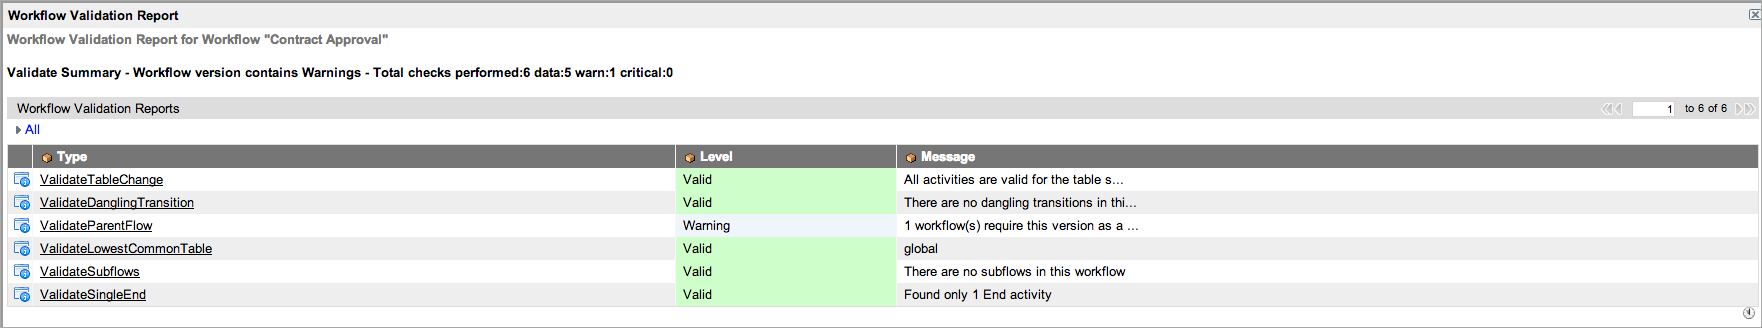 Workflow Validation Report
Workflow Validation Report for Workflow "Contract Approval"
Validate Summary - Workflow version contains Warnings - Total checks performed:6 data:5 warn:1 critical:0
Workflow Validation Reports 1 to 6 of 6
All
Type Level Message
ValidateTableChange Valid All activities are valid for the table s...
ValidateDanglingTransition Valid There are no dangling transitions in thi...
ValidateParentFlow Warning 1 workflow(s) require this version as a ...
ValidateLowestCommonTable Valid global
ValidateSubflows Valid There are no subflows in this workflow
ValidateSingleEnd Valid Found only 1 End activity